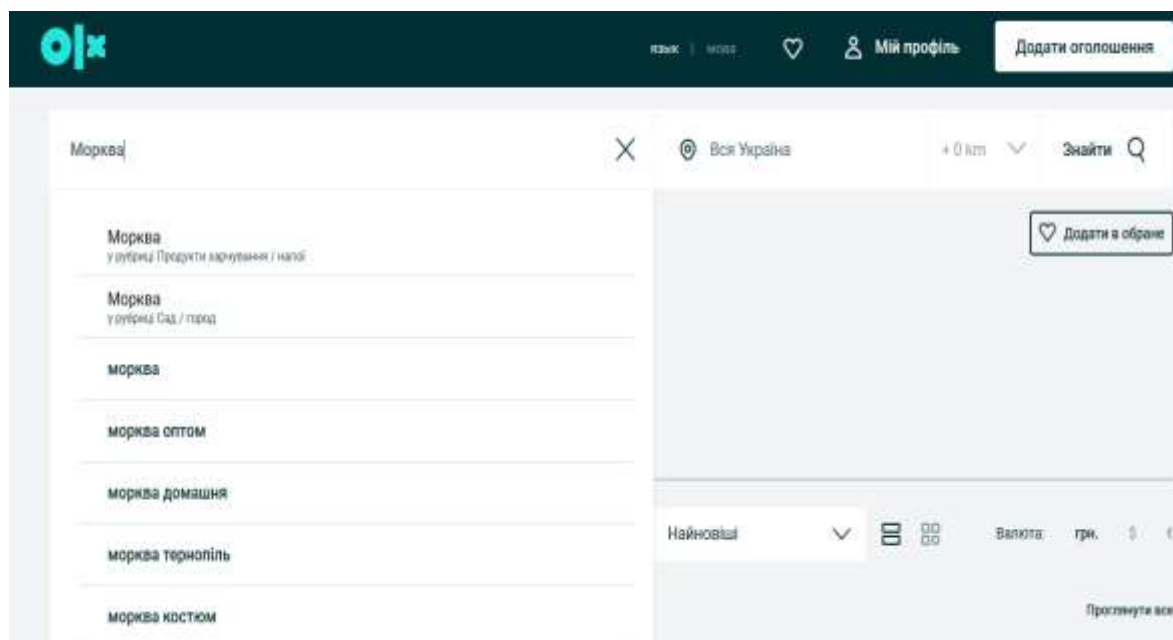 olx
язык | мова
Мій профіль
Додати оголошення
Морква
Вся Україна
+ 0 km
Знайти
Морква
у рубриці Продукти харчування / напої
Морква
у рубриці Сад / город
морква
морква оптом
морква домашня
морква тернопіль
морква костюм
Додати в обране
Найновіші
Валюта: грн. $ €
Проглянути все